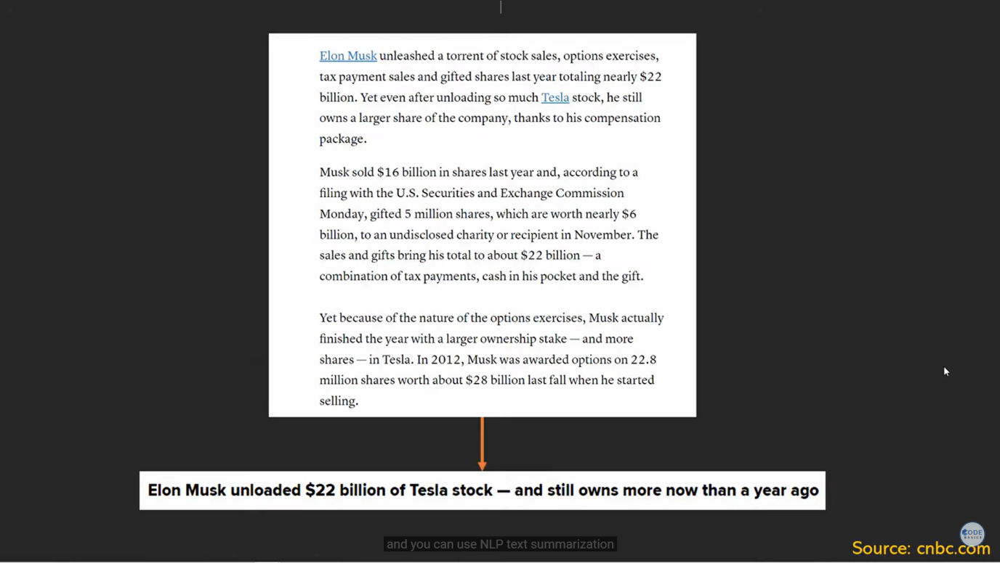 Elon Musk unleashed a torrent of stock sales, options exercises,
tax payment sales and gifted shares last year totaling nearly $22
billion. Yet even after unloading so much Tesla stock, he still
owns a larger share of the company, thanks to his compensation
package.
Musk sold $16 billion in shares last year and, according to a
filing with the U.S. Securities and Exchange Commission
Monday, gifted 5 million shares, which are worth nearly $6
billion, to an undisclosed charity or recipient in November. The
sales and gifts bring his total to about $22 billion — a
combination of tax payments, cash in his pocket and the gift.
Yet because of the nature of the options exercises, Musk actually
finished the year with a larger ownership stake — and more
shares — in Tesla. In 2012, Musk was awarded options on 22.8
million shares worth about $28 billion last fall when he started
selling.
Elon Musk unloaded $22 billion of Tesla stock — and still owns more now than a year ago
and you can use NLP text summarization
CODE
BASICS
Source: cnbc.com